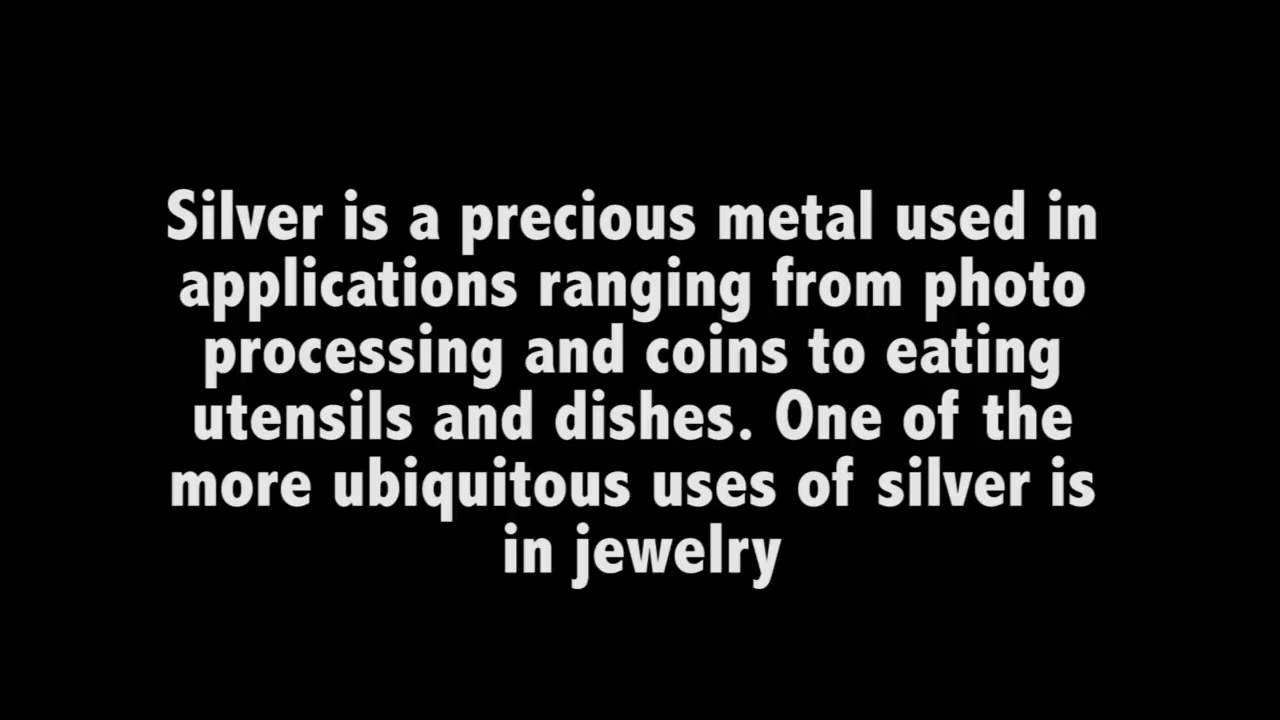 Silver is a precious metal used in
applications ranging from photo
processing and coins to eating
utensils and dishes. One of the
more ubiquitous uses of silver is
in jewelry